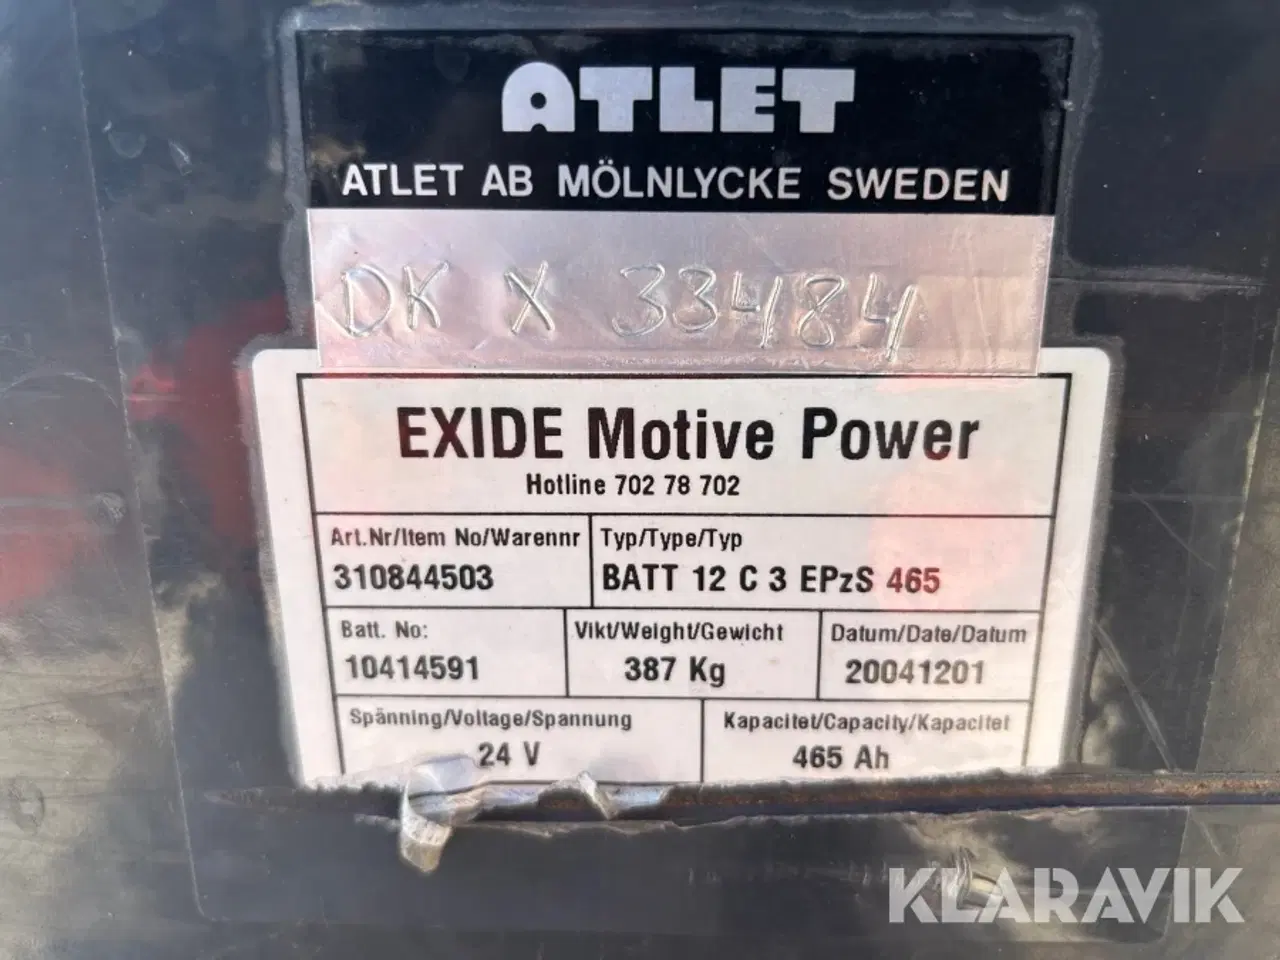 ATLET
ATLET AB MÖLNLYCKE SWEDEN
DK X 33484
EXIDE Motive Power
Hotline 702 78 702
Art.Nr/Item No/Warennr
310844503
Typ/Type/Typ
BATT 12 C 3 EPzS 465
Batt. No:
10414591
Vikt/Weight/Gewicht
387 Kg
Datum/Date/Datum
20041201
Spänning/Voltage/Spannung
24 V
Kapacitet/Capacity/Kapacitet
465 Ah
KLARAVIK